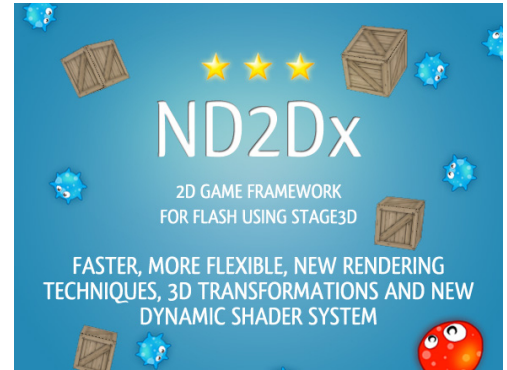 ND2Dx
2D GAME FRAMEWORK
FOR FLASH USING STAGE3D
FASTER, MORE FLEXIBLE, NEW RENDERING
TECHNIQUES, 3D TRANSFORMATIONS AND NEW
DYNAMIC SHADER SYSTEM